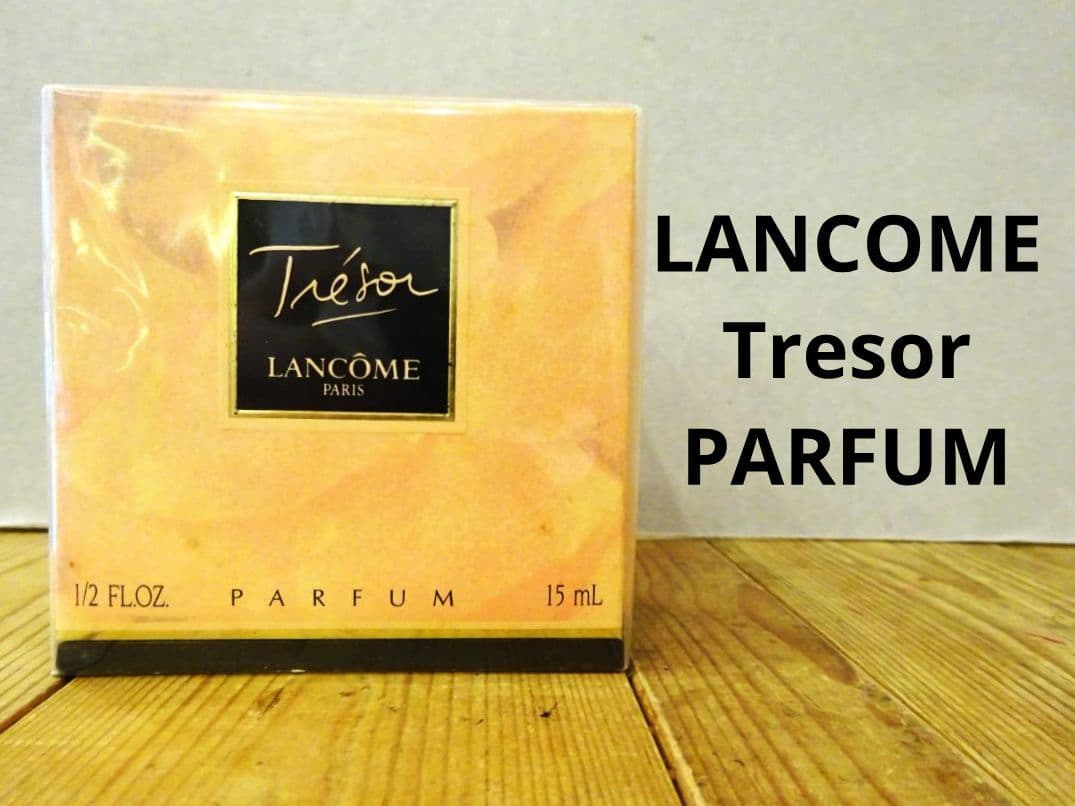 Trésor
LANCÔME
PARIS
1/2 FL.OZ. PARFUM 15 mL
LANCOME
Tresor
PARFUM